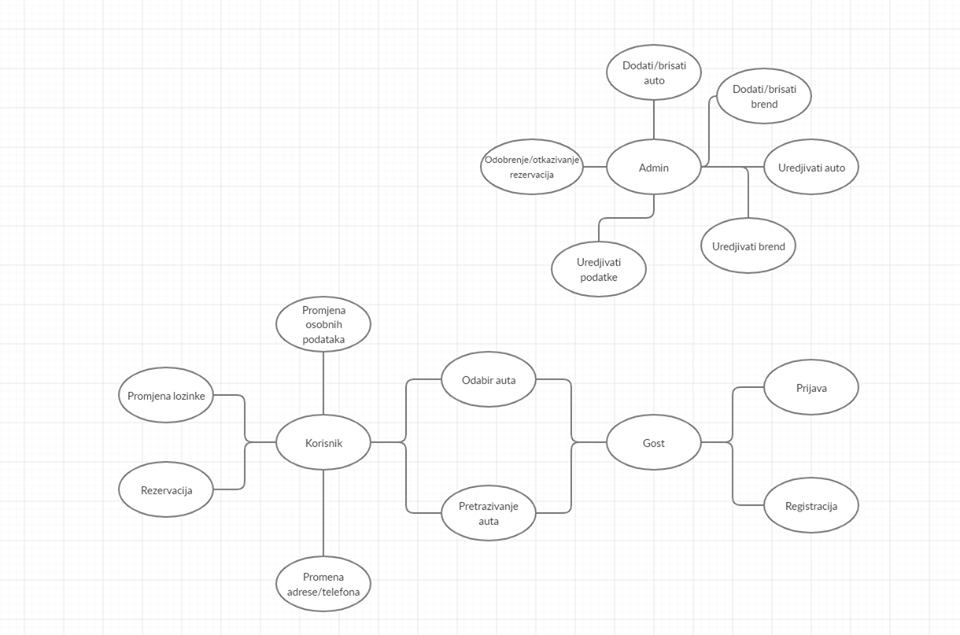 Dodati/brisati
auto
Dodati/brisati
brend
Odobrenje/otkazivanje
rezervacija
Admin
Uredjivati auto
Uredjivati brend
Uredjivati
podatke
Promjena
osobnih
podataka
Promjena lozinke
Odabir auta
Prijava
Korisnik
Gost
Rezervacija
Pretrazivanje
auta
Registracija
Promena
adrese/telefona